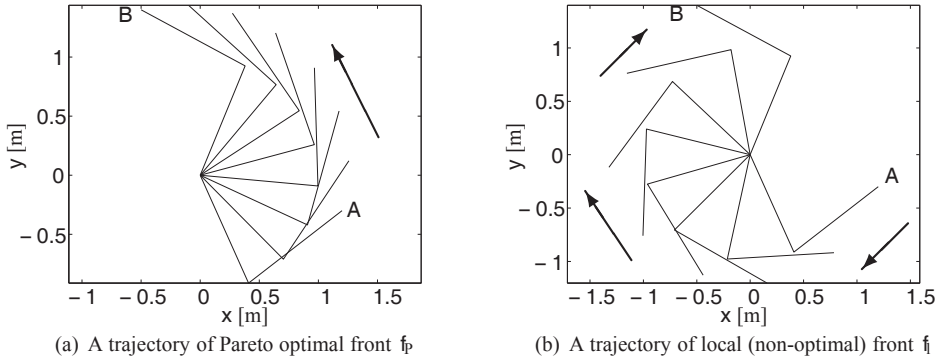 B
A
1
0.5
0
−0.5
y [m]
−1 −0.5 0 0.5 1 1.5
x [m]
(a) A trajectory of Pareto optimal front fP
B
A
1
0.5
0
−0.5
−1
y [m]
−1.5 −1 −0.5 0 0.5 1 1.5
x [m]
(b) A trajectory of local (non-optimal) front fl